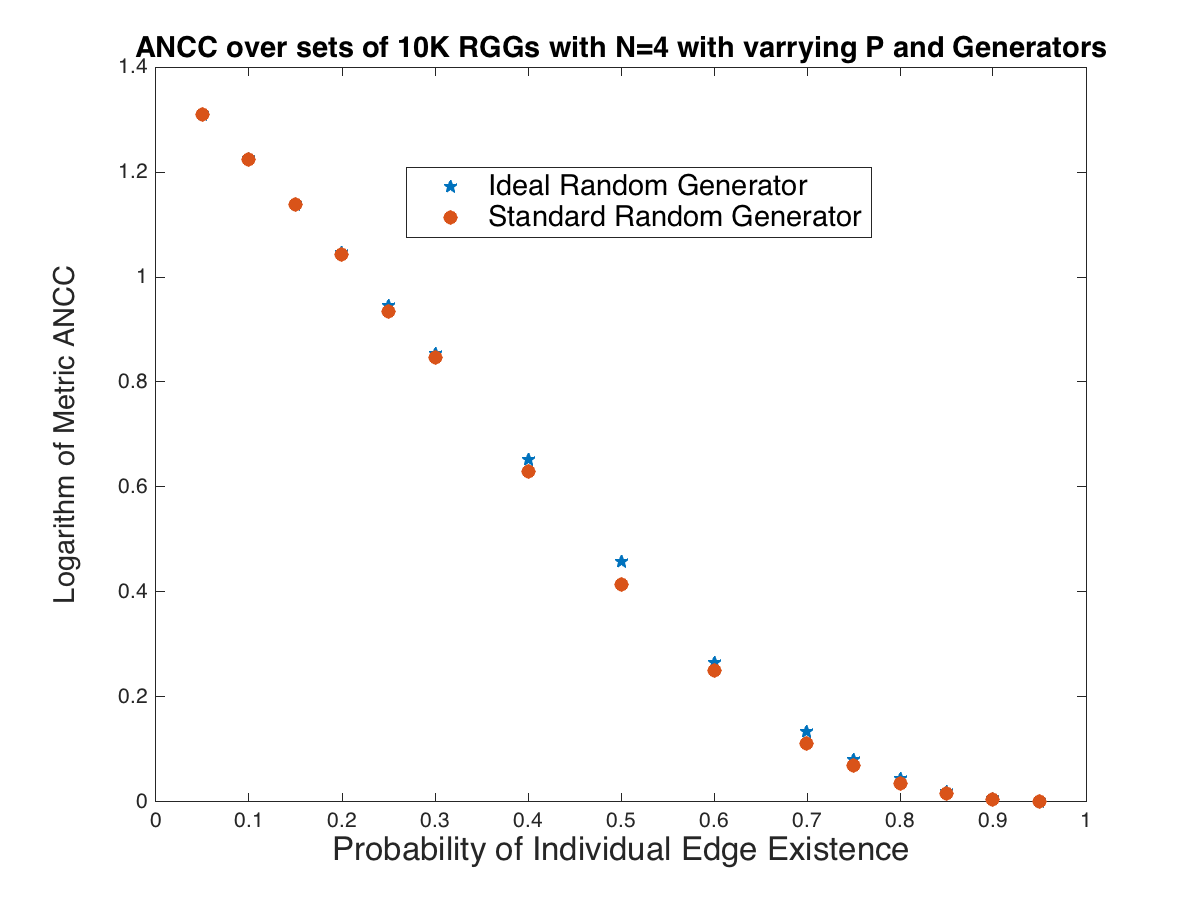 ANCC over sets of 10K RGGs with N=4 with varrying P and Generators
1.4
1.2
1
0.8
0.6
0.4
0.2
0
Logarithm of Metric ANCC
Ideal Random Generator
Standard Random Generator
0 0.1 0.2 0.3 0.4 0.5 0.6 0.7 0.8 0.9 1
Probability of Individual Edge Existence